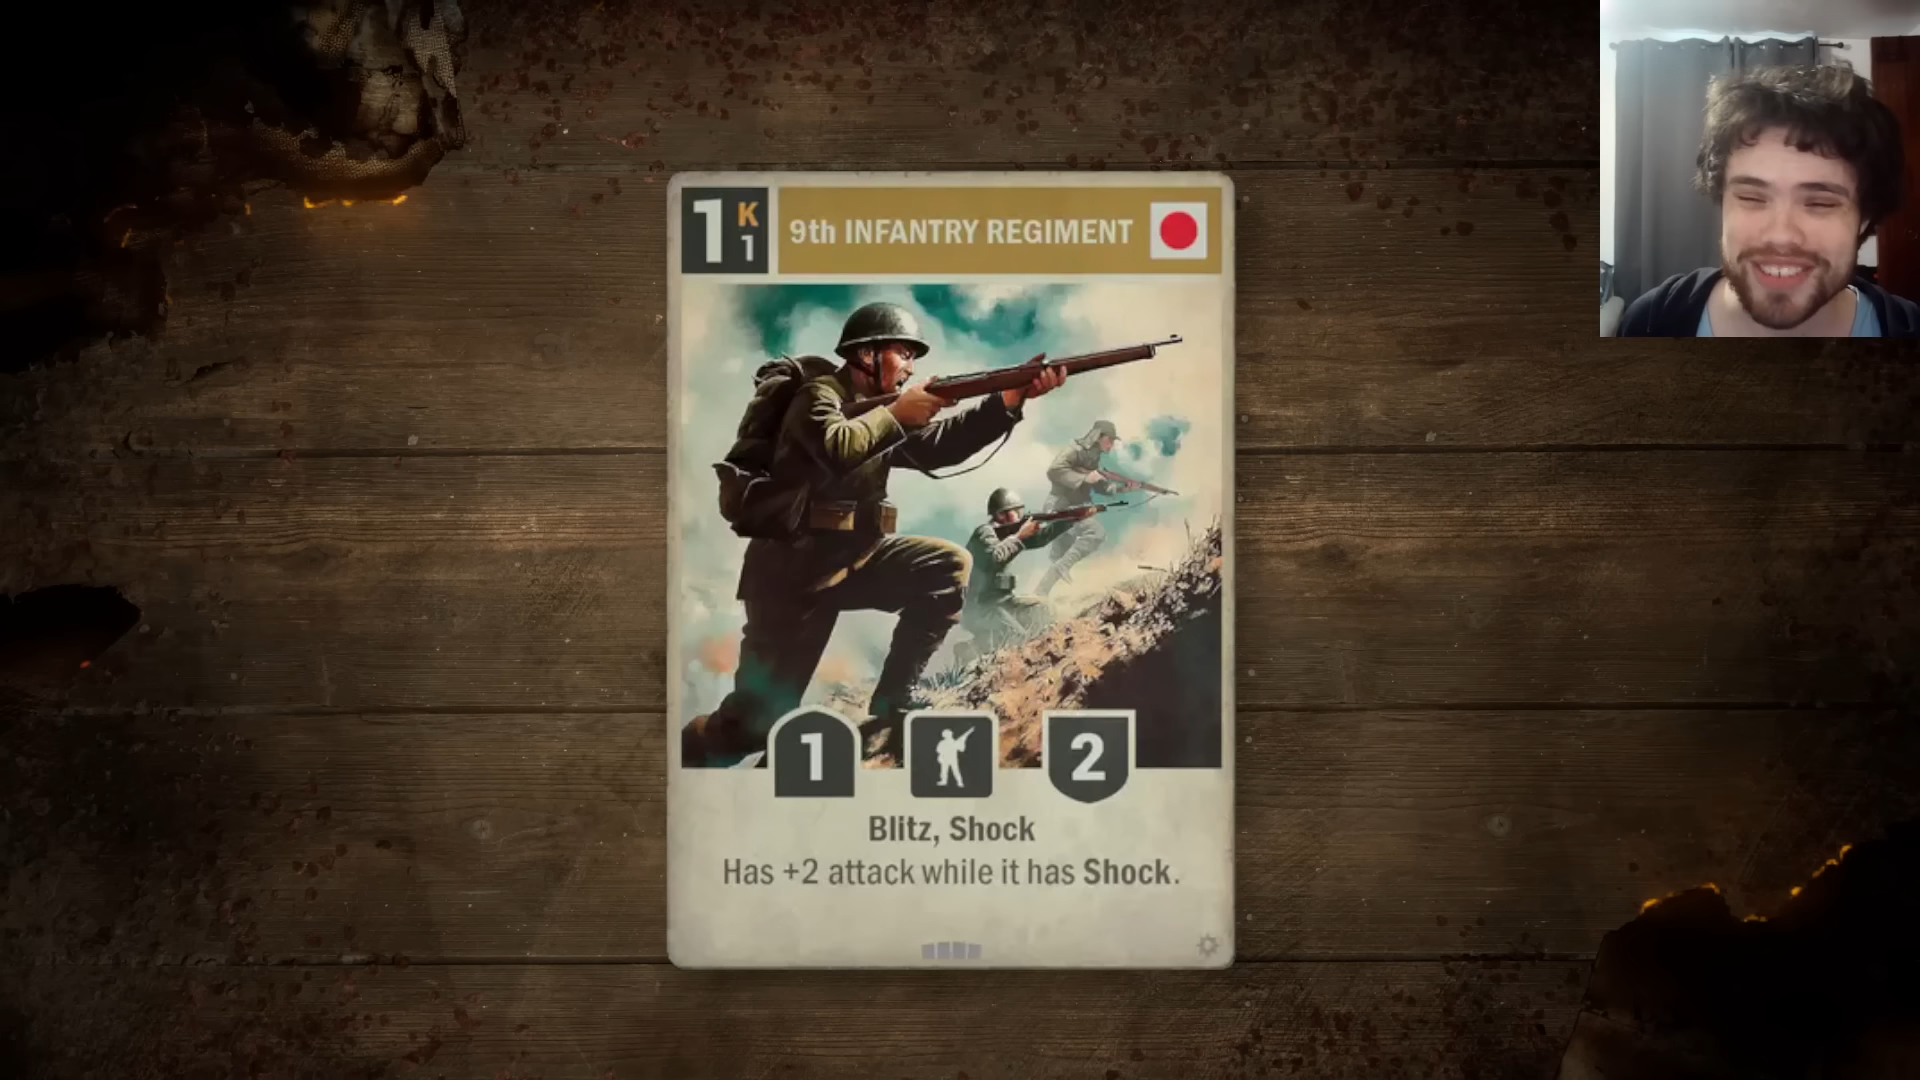 1 K 1
9th INFANTRY REGIMENT
1 2
Blitz, Shock
Has +2 attack while it has Shock.